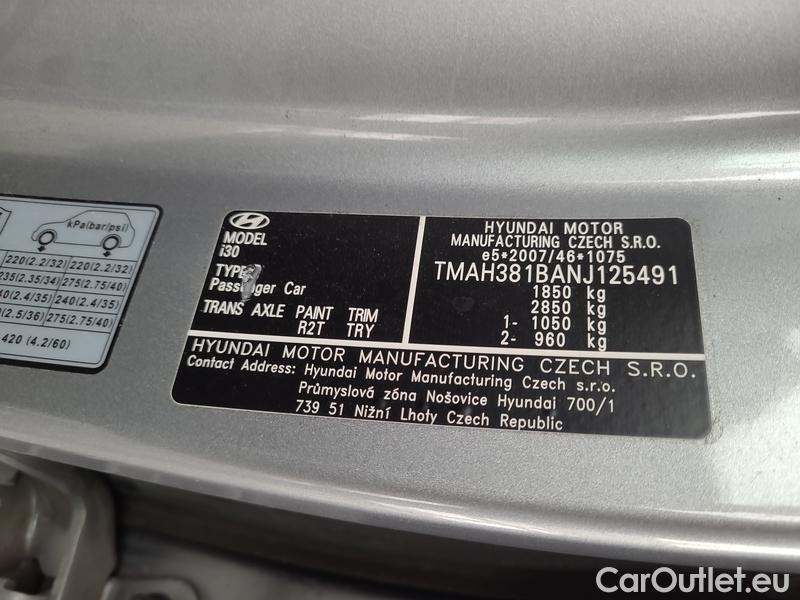 kPa(bar/psi)
220(2.2/32) 220(2.2/32)
235(2.35/34) 275(2.75/40)
240(2.4/35) 240(2.4/35)
275(2.75/40)
420 (4.2/60)
MODEL
i30
TYPE
Passenger Car
TRANS AXLE PAINT TRIM
R2T TRY
HYUNDAI MOTOR
MANUFACTURING CZECH S.R.O.
e5*2007/46*1075
TMAH381BANJ125491
1850 kg
2850 kg
1- 1050 kg
2- 960 kg
HYUNDAI MOTOR MANUFACTURING CZECH S.R.O.
Contact Address: Hyundai Motor Manufacturing Czech s.r.o.
Průmyslová zóna Nošovice Hyundai 700/1
739 51 Nižní Lhoty Czech Republic
CarOutlet.eu